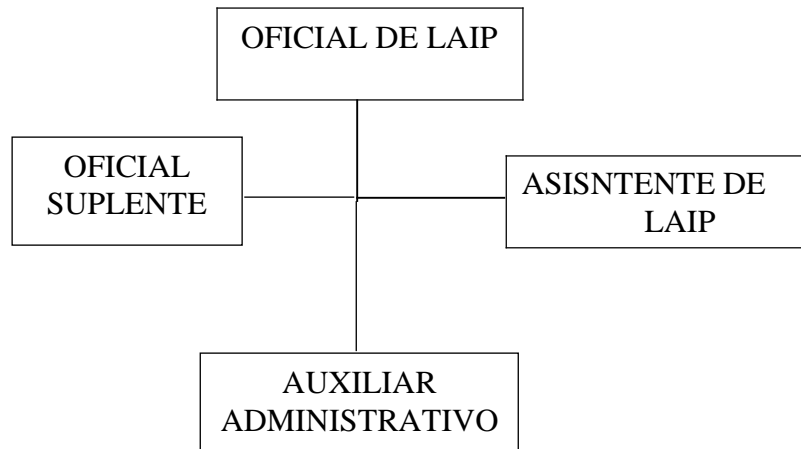 OFICIAL DE LAIP
OFICIAL
SUPLENTE
ASISNTENTE DE
LAIP
AUXILIAR
ADMINISTRATIVO